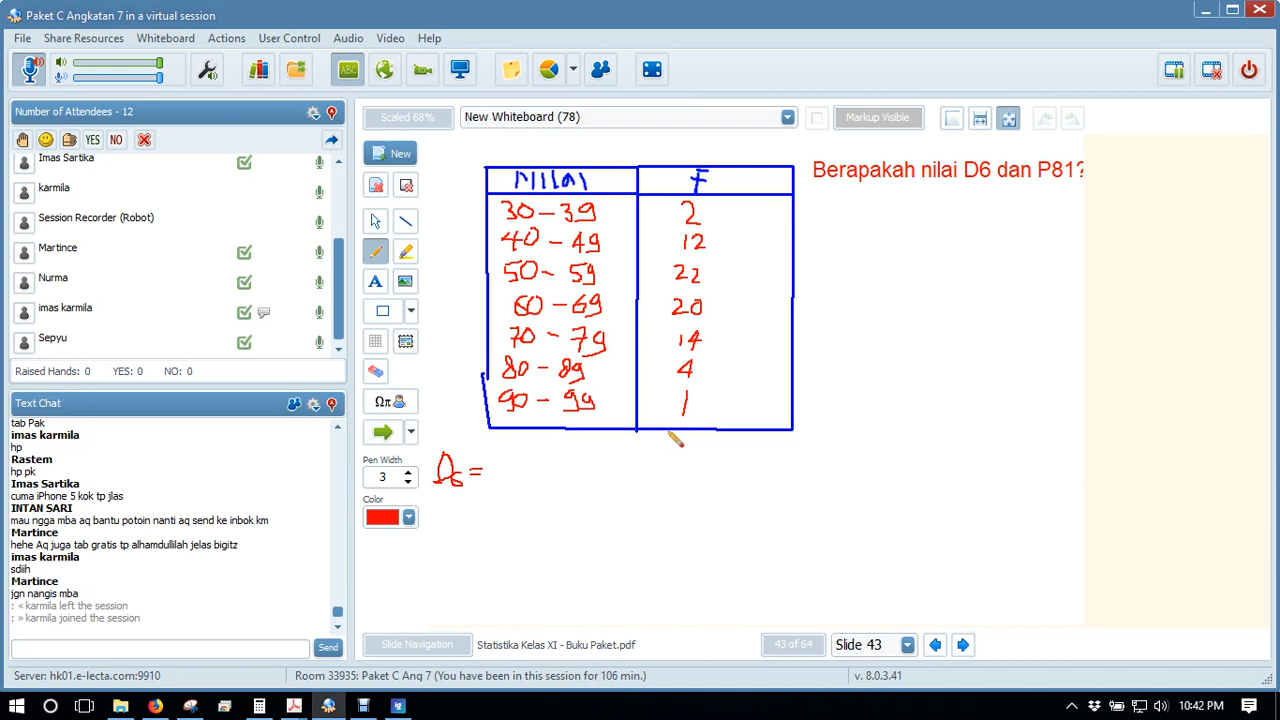 Paket C Angkatan 7 in a virtual session
File Share Resources Whiteboard Actions User Control Audio Video Help
ABC
Number of Attendees - 12
YES NO
Imas Sartika
karmila
Session Recorder (Robot)
Martince
Nurma
imas karmila
Sepyu
Raised Hands: 0 YES: 0 NO: 0
Text Chat
tab Pak
imas karmila
hp
Rastem
hp pk
Imas Sartika
cuma iPhone 5 kok tp jlas
INTAN SARI
mau ngga mba aq bantu potoin nanti aq send ke inbok km
Martince
hehe Aq juga tab gratis tp alhamdullilah jelas bigitz
imas karmila
sdiih
Martince
jgn nangis mba
: « karmila left the session
: » karmila joined the session
Send
Scaled 68% New Whiteboard (78) Markup Visible
New
A
Ωπ
Pen Width
3
Color
Berapakah nilai D6 dan P81?
Nilai F
30 - 39 2
40 - 49 12
50 - 59 22
60 - 69 20
70 - 79 14
80 - 89 4
90 - 99 1
D6 =
Slide Navigation Statistika Kelas XI - Buku Paket.pdf 43 of 64 Slide 43
Server: hk01.e-lecta.com:9910 Room 33935: Paket C Ang 7 (You have been in this session for 106 min.) v. 8.0.3.41
10:42 PM